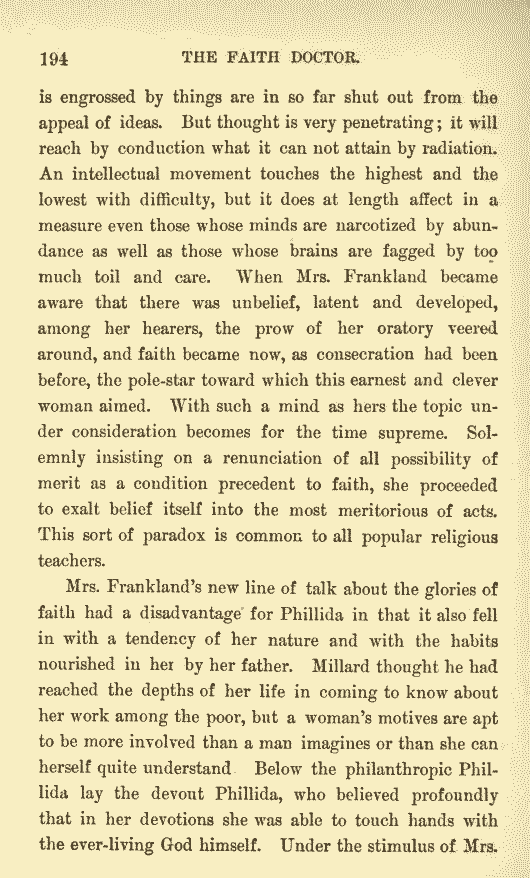 194 THE FAITH DOCTOR.
is engrossed by things are in so far shut out from the
appeal of ideas. But thought is very penetrating; it will
reach by conduction what it can not attain by radiation.
An intellectual movement touches the highest and the
lowest with difficulty, but it does at length affect in a
measure even those whose minds are narcotized by abun-
dance as well as those whose brains are fagged by too
much toil and care. When Mrs. Frankland became
aware that there was unbelief, latent and developed,
among her hearers, the prow of her oratory veered
around, and faith became now, as consecration had been
before, the pole-star toward which this earnest and clever
woman aimed. With such a mind as hers the topic un-
der consideration becomes for the time supreme. Sol-
emnly insisting on a renunciation of all possibility of
merit as a condition precedent to faith, she proceeded
to exalt belief itself into the most meritorious of acts.
This sort of paradox is common to all popular religious
teachers.
Mrs. Frankland's new line of talk about the glories of
faith had a disadvantage for Phillida in that it also fell
in with a tendency of her nature and with the habits
nourished in her by her father. Millard thought he had
reached the depths of her life in coming to know about
her work among the poor, but a woman's motives are apt
to be more involved than a man imagines or than she can
herself quite understand. Below the philanthropic Phil-
lida lay the devout Phillida, who believed profoundly
that in her devotions she was able to touch hands with
the ever-living God himself. Under the stimulus of Mrs.